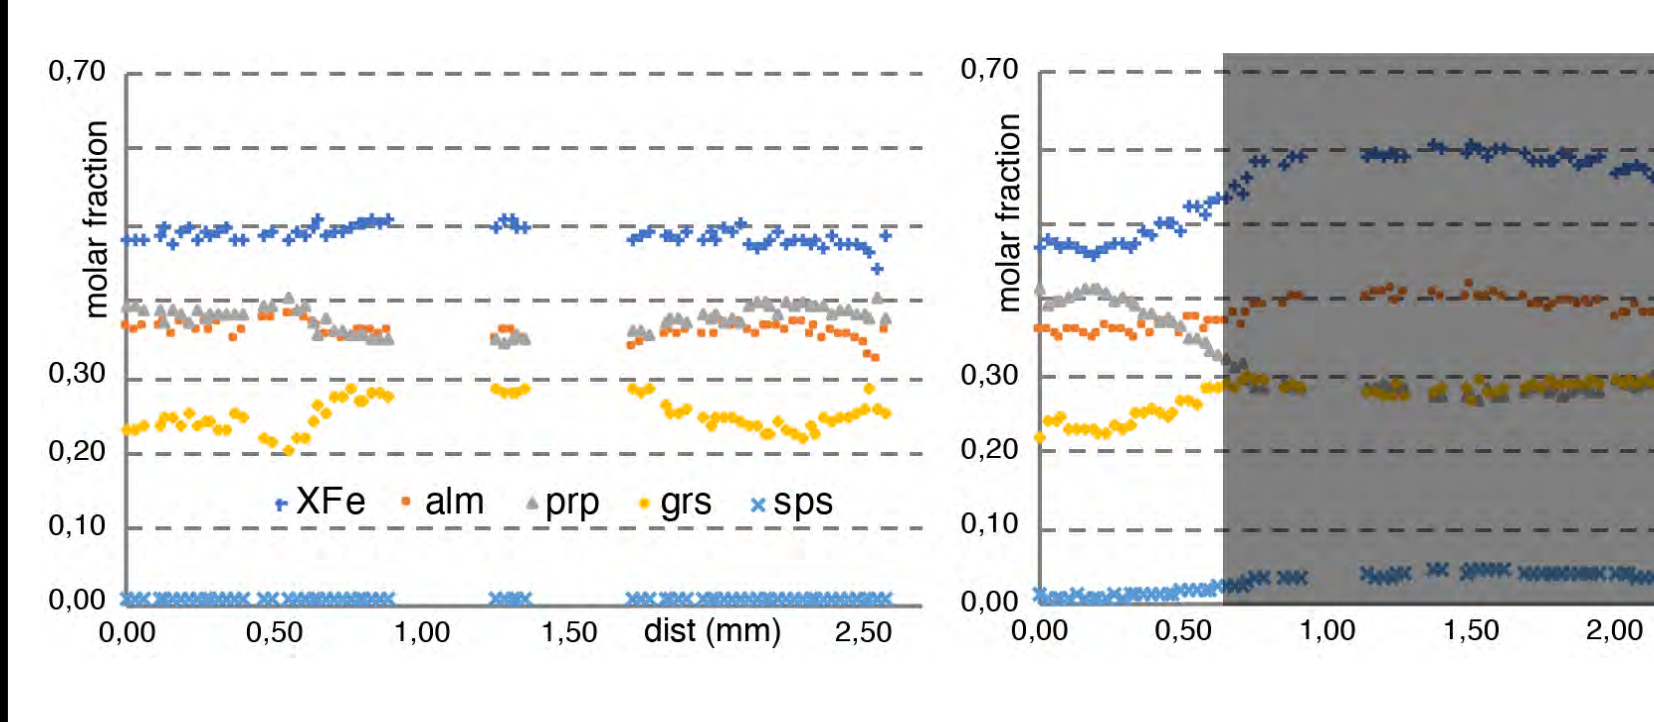 0,70
molar fraction
0,30
0,20
0,10
0,00
XFe alm prp grs sps
0,00 0,50 1,00 1,50 dist (mm) 2,50
0,70
molar fraction
0,30
0,20
0,10
0,00
0,00 0,50 1,00 1,50 2,00